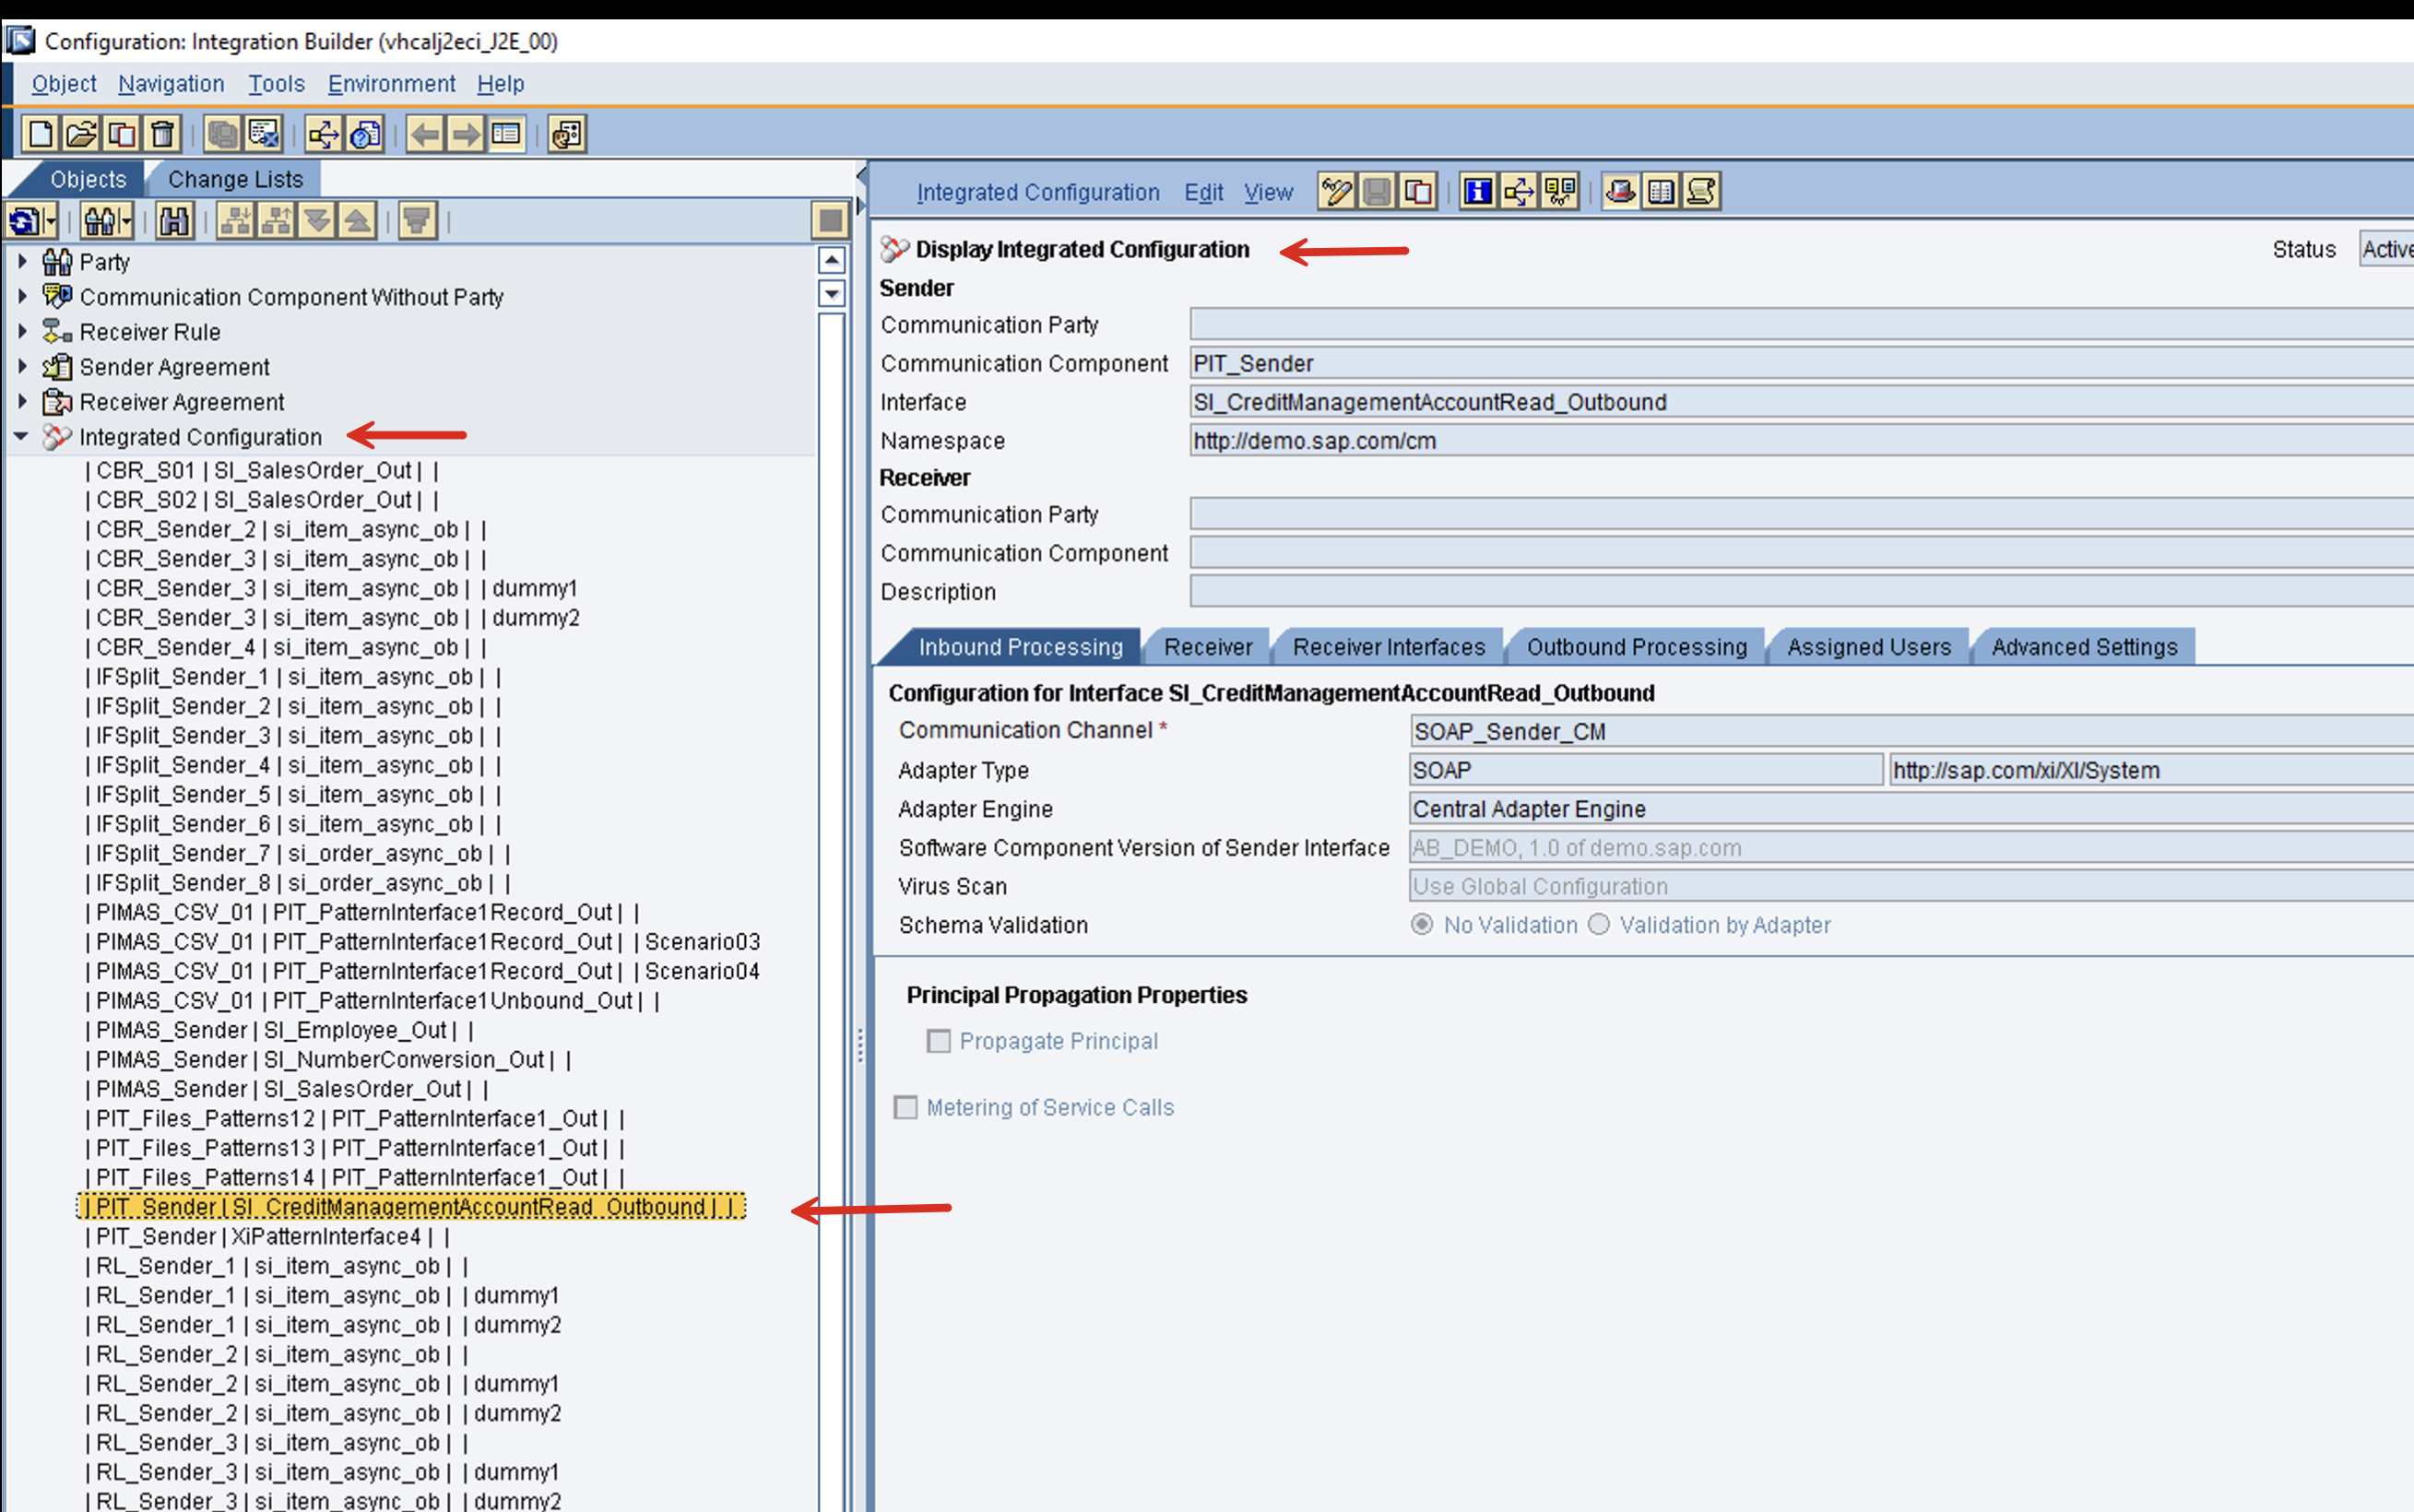 Configuration: Integration Builder (vhcalj2eci_J2E_00)
Object Navigation Tools Environment Help
Objects Change Lists
Party
Communication Component Without Party
Receiver Rule
Sender Agreement
Receiver Agreement
Integrated Configuration
| CBR_S01 | SI_SalesOrder_Out | |
| CBR_S02 | SI_SalesOrder_Out | |
| CBR_Sender_2 | si_item_async_ob | |
| CBR_Sender_3 | si_item_async_ob | |
| CBR_Sender_3 | si_item_async_ob | | dummy1
| CBR_Sender_3 | si_item_async_ob | | dummy2
| CBR_Sender_4 | si_item_async_ob | |
| IFSplit_Sender_1 | si_item_async_ob | |
| IFSplit_Sender_2 | si_item_async_ob | |
| IFSplit_Sender_3 | si_item_async_ob | |
| IFSplit_Sender_4 | si_item_async_ob | |
| IFSplit_Sender_5 | si_item_async_ob | |
| IFSplit_Sender_6 | si_item_async_ob | |
| IFSplit_Sender_7 | si_order_async_ob | |
| IFSplit_Sender_8 | si_order_async_ob | |
| PIMAS_CSV_01 | PIT_PatternInterface1Record_Out | |
| PIMAS_CSV_01 | PIT_PatternInterface1Record_Out | | Scenario03
| PIMAS_CSV_01 | PIT_PatternInterface1Record_Out | | Scenario04
| PIMAS_CSV_01 | PIT_PatternInterface1Unbound_Out | |
| PIMAS_Sender | SI_Employee_Out | |
| PIMAS_Sender | SI_NumberConversion_Out | |
| PIMAS_Sender | SI_SalesOrder_Out | |
| PIT_Files_Patterns12 | PIT_PatternInterface1_Out | |
| PIT_Files_Patterns13 | PIT_PatternInterface1_Out | |
| PIT_Files_Patterns14 | PIT_PatternInterface1_Out | |
| PIT_Sender | SI_CreditManagementAccountRead_Outbound | |
| PIT_Sender | XiPatternInterface4 | |
| RL_Sender_1 | si_item_async_ob | |
| RL_Sender_1 | si_item_async_ob | | dummy1
| RL_Sender_1 | si_item_async_ob | | dummy2
| RL_Sender_2 | si_item_async_ob | |
| RL_Sender_2 | si_item_async_ob | | dummy1
| RL_Sender_2 | si_item_async_ob | | dummy2
| RL_Sender_3 | si_item_async_ob | |
| RL_Sender_3 | si_item_async_ob | | dummy1
| RL_Sender_3 | si_item_async_ob | | dummy2
Integrated Configuration Edit View
Display Integrated Configuration Status Active
Sender
Communication Party
Communication Component PIT_Sender
Interface SI_CreditManagementAccountRead_Outbound
Namespace http://demo.sap.com/cm
Receiver
Communication Party
Communication Component
Description
Inbound Processing Receiver Receiver Interfaces Outbound Processing Assigned Users Advanced Settings
Configuration for Interface SI_CreditManagementAccountRead_Outbound
Communication Channel * SOAP_Sender_CM
Adapter Type SOAP http://sap.com/xi/XI/System
Adapter Engine Central Adapter Engine
Software Component Version of Sender Interface AB_DEMO, 1.0 of demo.sap.com
Virus Scan Use Global Configuration
Schema Validation No Validation Validation by Adapter
Principal Propagation Properties
Propagate Principal
Metering of Service Calls